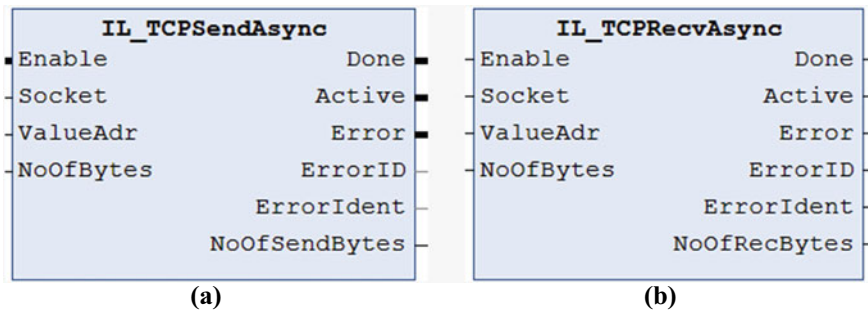 IL_TCPSendAsync
Enable Done
Socket Active
ValueAdr Error
NoOfBytes ErrorID
ErrorIdent
NoOfSendBytes
(a)
IL_TCPRecvAsync
Enable Done
Socket Active
ValueAdr Error
NoOfBytes ErrorID
ErrorIdent
NoOfRecBytes
(b)